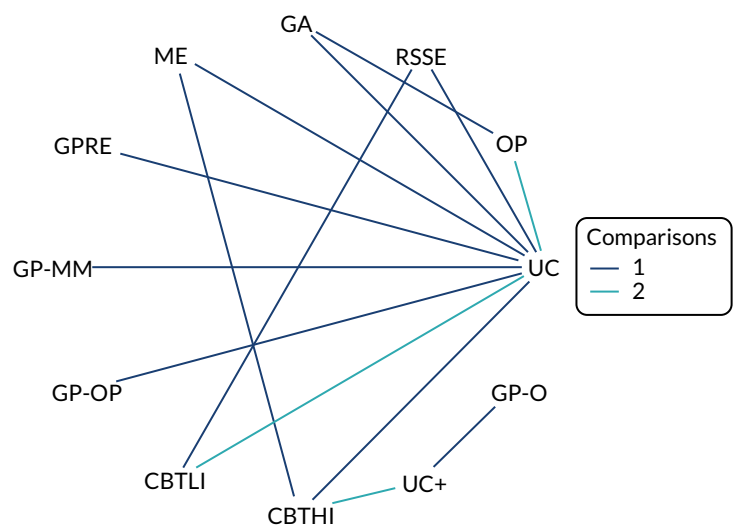 GA
RSSE
ME
OP
GPRE
Comparisons
1
2
GP-MM
UC
GP-OP
GP-O
CBTLI
UC+
CBTHI